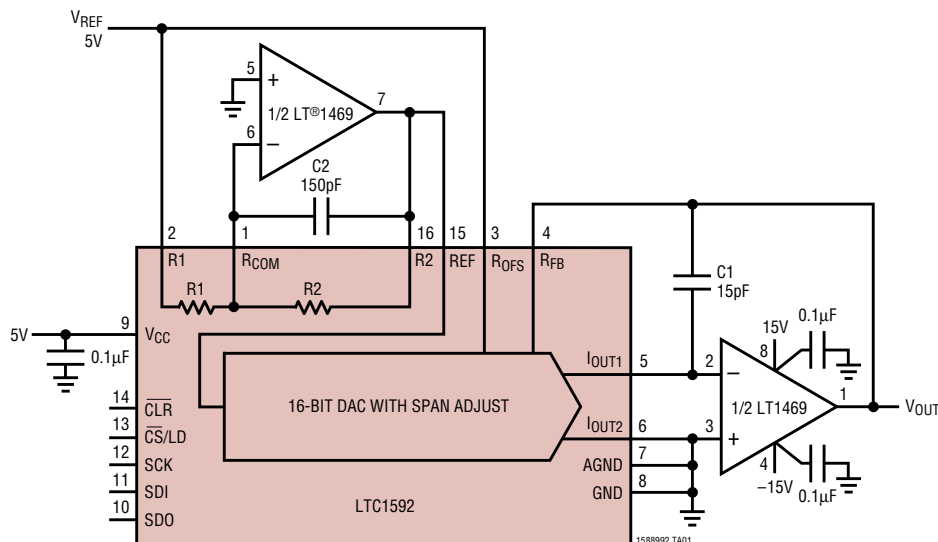 VREF
5V
5
+
1/2 LT®1469
7
6
–
C2
150pF
2
1
16
15
3
4
R1
RCOM
R2
REF
ROFS
RFB
R1
R2
C1
15pF
5V
9
VCC
0.1µF
15V
0.1µF
8
IOUT1
5
2
–
16-BIT DAC WITH SPAN ADJUST
1/2 LT1469
1
VOUT
14
CLR
IOUT2
6
3
+
13
CS/LD
7
AGND
4
12
SCK
–15V
0.1µF
8
GND
11
SDI
LTC1592
10
SDO
1588992 TA01